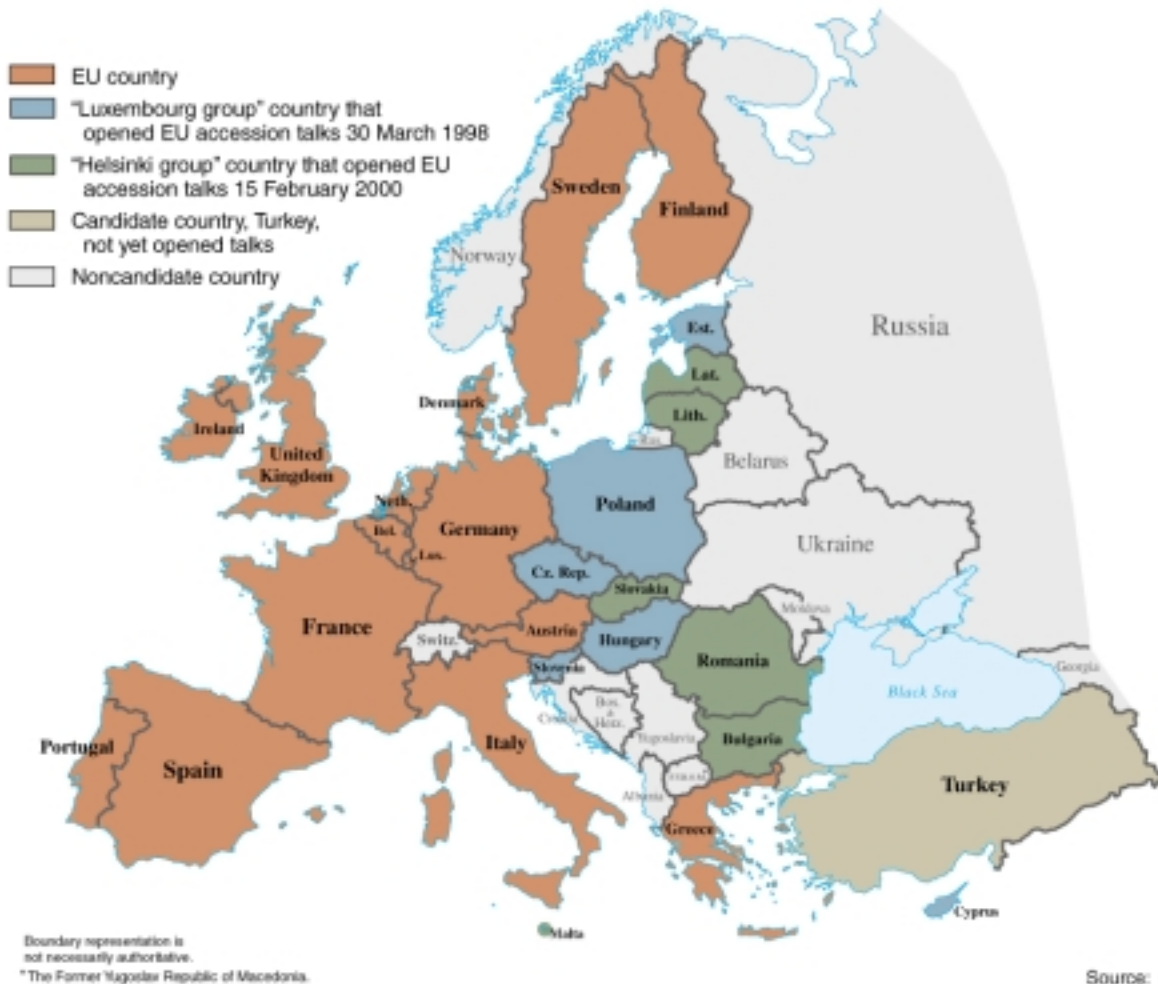 EU country
"Luxembourg group" country that
opened EU accession talks 30 March 1998
"Helsinki group" country that opened EU
accession talks 15 February 2000
Candidate country, Turkey,
not yet opened talks
Noncandidate country
Sweden
Finland
Norway
Russia
Est.
Lat.
Denmark
Lith.
Ireland
Rus.
United
Kingdom
Belarus
Neth.
Poland
Bel.
Germany
Ukraine
Lux.
Cz. Rep.
Slovakia
Moldova
France
Austria
Switz.
Hungary
Slovenia
Romania
Georgia
Black Sea
Croatia
Bos.
&
Herz.
Yugoslavia
Bulgaria
Portugal
Italy
Spain
Turkey
Albania
Greece
Cyprus
Malta
Boundary representation is
not necessarily authoritative.
*The Former Yugoslav Republic of Macedonia.
Source: